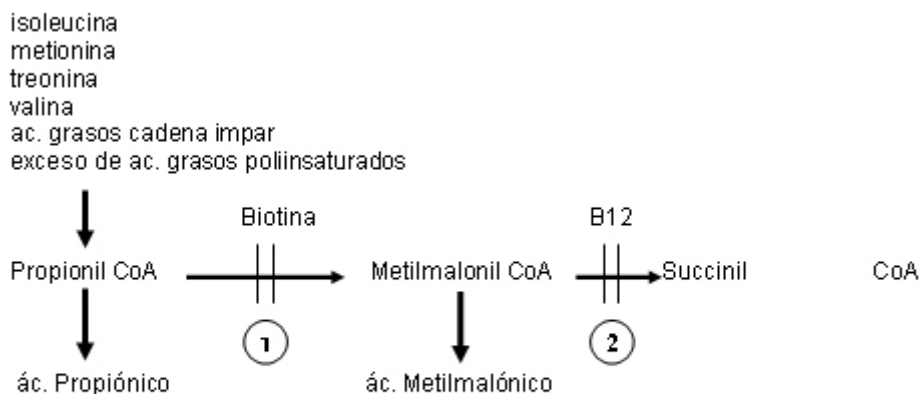 isoleucina
metionina
treonina
valina
ac. grasos cadena impar
exceso de ac. grasos poliinsaturados
Biotina B12
Propionil CoA Metilmalonil CoA Succinil CoA
1 2
ác. Propiónico ác. Metilmalónico